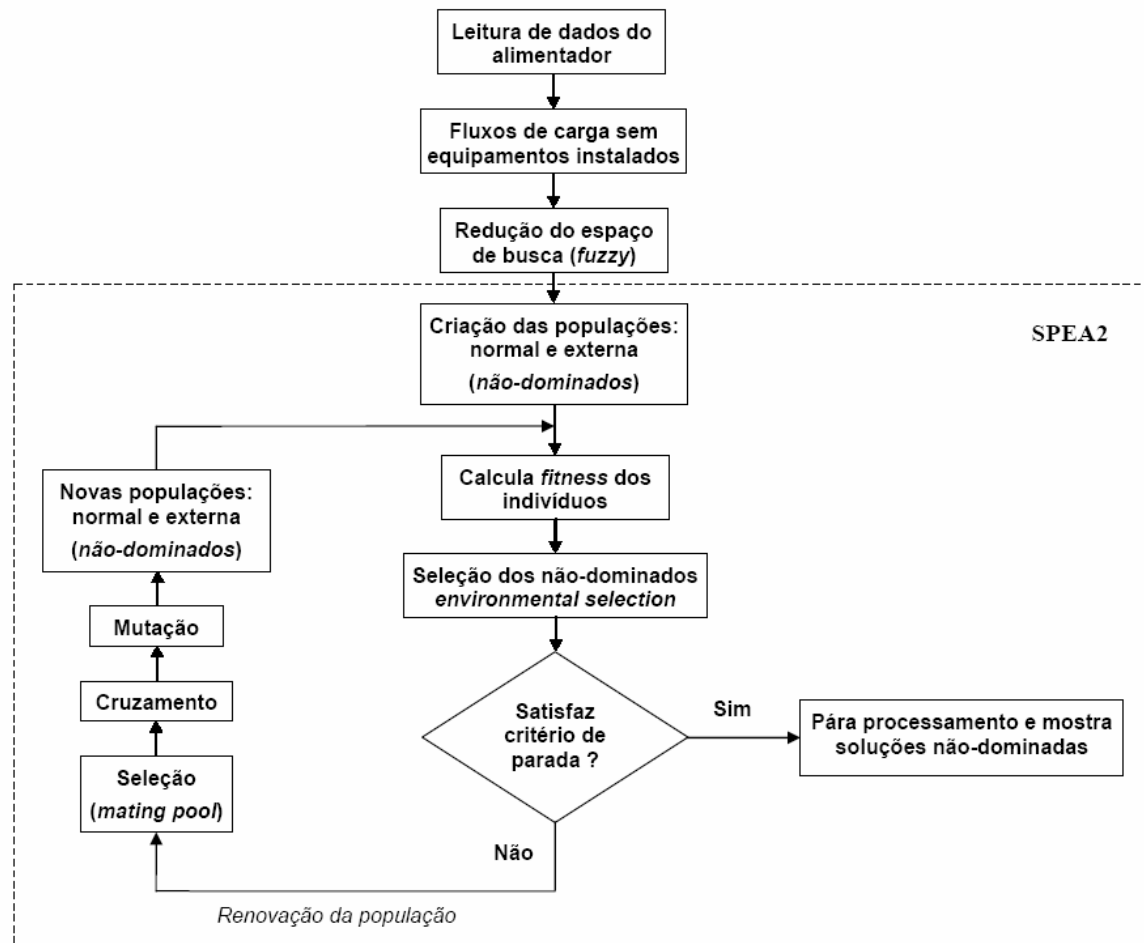 Leitura de dados do
alimentador
Fluxos de carga sem
equipamentos instalados
Redução do espaço
de busca (fuzzy)
Criação das populações:
normal e externa
(não-dominados)
SPEA2
Calcula fitness dos
indivíduos
Novas populações:
normal e externa
(não-dominados)
Seleção dos não-dominados
environmental selection
Mutação
Cruzamento
Satisfaz
critério de
parada ?
Sim
Pára processamento e mostra
soluções não-dominadas
Seleção
(mating pool)
Não
Renovação da população